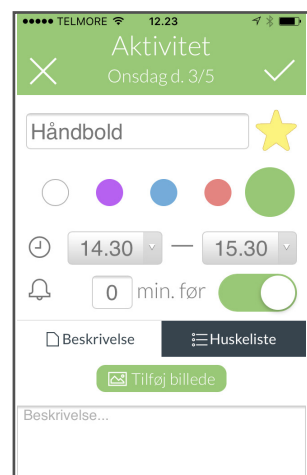 TELMORE 12.23
Aktivitet
Onsdag d. 3/5
Håndbold
14.30 — 15.30
0 min. før
Beskrivelse Huskeliste
Tilføj billede
Beskrivelse...